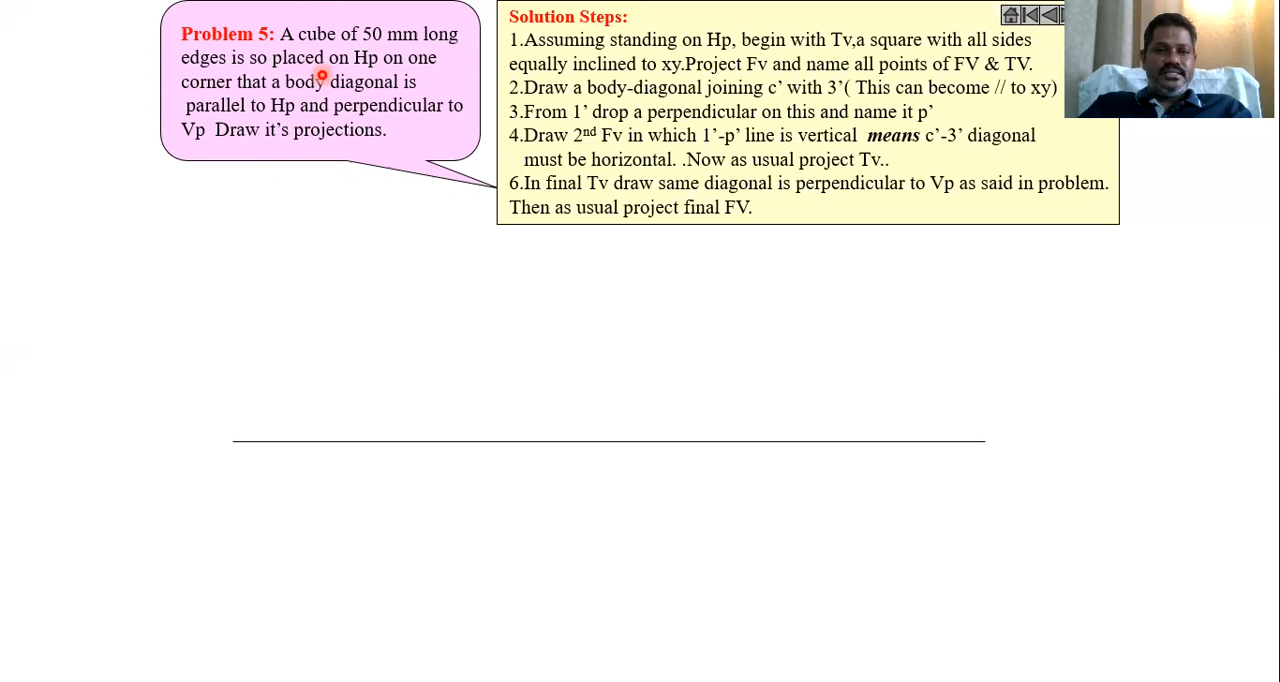 Problem 5: A cube of 50 mm long
edges is so placed on Hp on one
corner that a body diagonal is
parallel to Hp and perpendicular to
Vp Draw it’s projections.
Solution Steps:
1.Assuming standing on Hp, begin with Tv,a square with all sides
equally inclined to xy.Project Fv and name all points of FV & TV.
2.Draw a body-diagonal joining c’ with 3’( This can become // to xy)
3.From 1’ drop a perpendicular on this and name it p’
4.Draw 2nd Fv in which 1’-p’ line is vertical means c’-3’ diagonal
must be horizontal. .Now as usual project Tv..
6.In final Tv draw same diagonal is perpendicular to Vp as said in problem.
Then as usual project final FV.